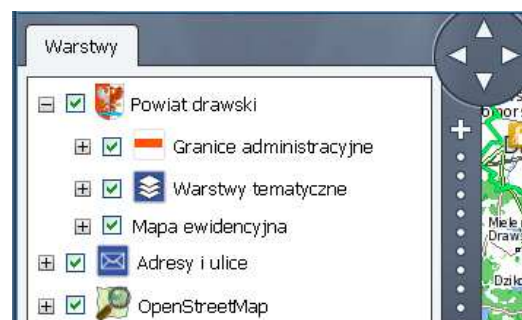 Warstwy
Powiat drawski
Granice administracyjne
Warstwy tematyczne
Mapa ewidencyjna
Adresy i ulice
OpenStreetMap